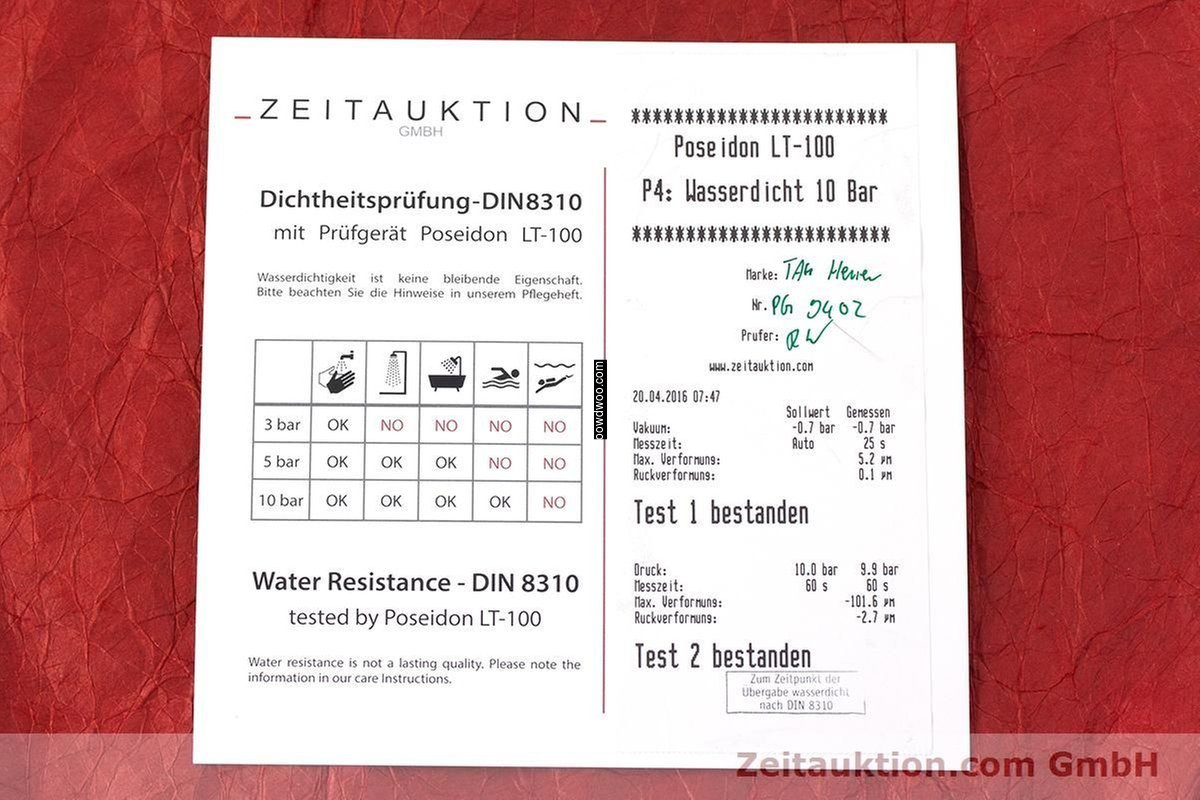 ZEITAUKTION
GMBH
Dichtheitsprüfung-DIN8310
mit Prüfgerät Poseidon LT-100
Wasserdichtigkeit ist keine bleibende Eigenschaft.
Bitte beachten Sie die Hinweise in unserem Pflegeheft.
3 bar OK NO NO NO NO
5 bar OK OK OK NO NO
10 bar OK OK OK OK NO
Water Resistance - DIN 8310
tested by Poseidon LT-100
Water resistance is not a lasting quality. Please note the
information in our care Instructions.
************************
Poseidon LT-100
P4: Wasserdicht 10 Bar
************************
Marke: TAG Heuer
Nr. PG 9402
Prufer: RW
www.zeitauktion.com
20.04.2016 07:47
Sollwert Gemessen
Vakuum: -0.7 bar -0.7 bar
Messzeit: Auto 25 s
Max. Verformung: 5.2 µm
Ruckverformung: 0.1 µm
Test 1 bestanden
Druck: 10.0 bar 9.9 bar
Messzeit: 60 s 60 s
Max. Verformung: -101.6 µm
Ruckverformung: -2.7 µm
Test 2 bestanden
Zum Zeitpunkt der
Übergabe wasserdicht
nach DIN 8310
powdwoo.com
Zeitauktion.com GmbH